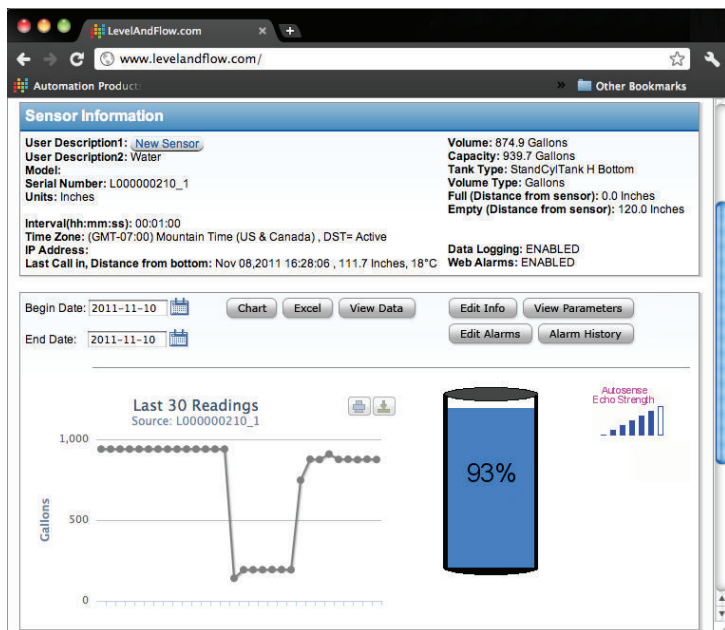 LevelAndFlow.com
www.levelandflow.com/
Automation Product
» Other Bookmarks
Sensor Information
User Description1: New Sensor
User Description2: Water
Model:
Serial Number: L000000210_1
Units: Inches
Interval(hh:mm:ss): 00:01:00
Time Zone: (GMT-07:00) Mountain Time (US & Canada) , DST= Active
IP Address:
Last Call in, Distance from bottom: Nov 08,2011 16:28:06 , 111.7 Inches, 18°C
Volume: 874.9 Gallons
Capacity: 939.7 Gallons
Tank Type: StandCylTank H Bottom
Volume Type: Gallons
Full (Distance from sensor): 0.0 Inches
Empty (Distance from sensor): 120.0 Inches
Data Logging: ENABLED
Web Alarms: ENABLED
Begin Date: 2011-11-10
Chart Excel View Data
Edit Info View Parameters
End Date: 2011-11-10
Edit Alarms Alarm History
Last 30 Readings
Source: L000000210_1
1,000
500
0
Gallons
93%
Autosense
Echo Strength